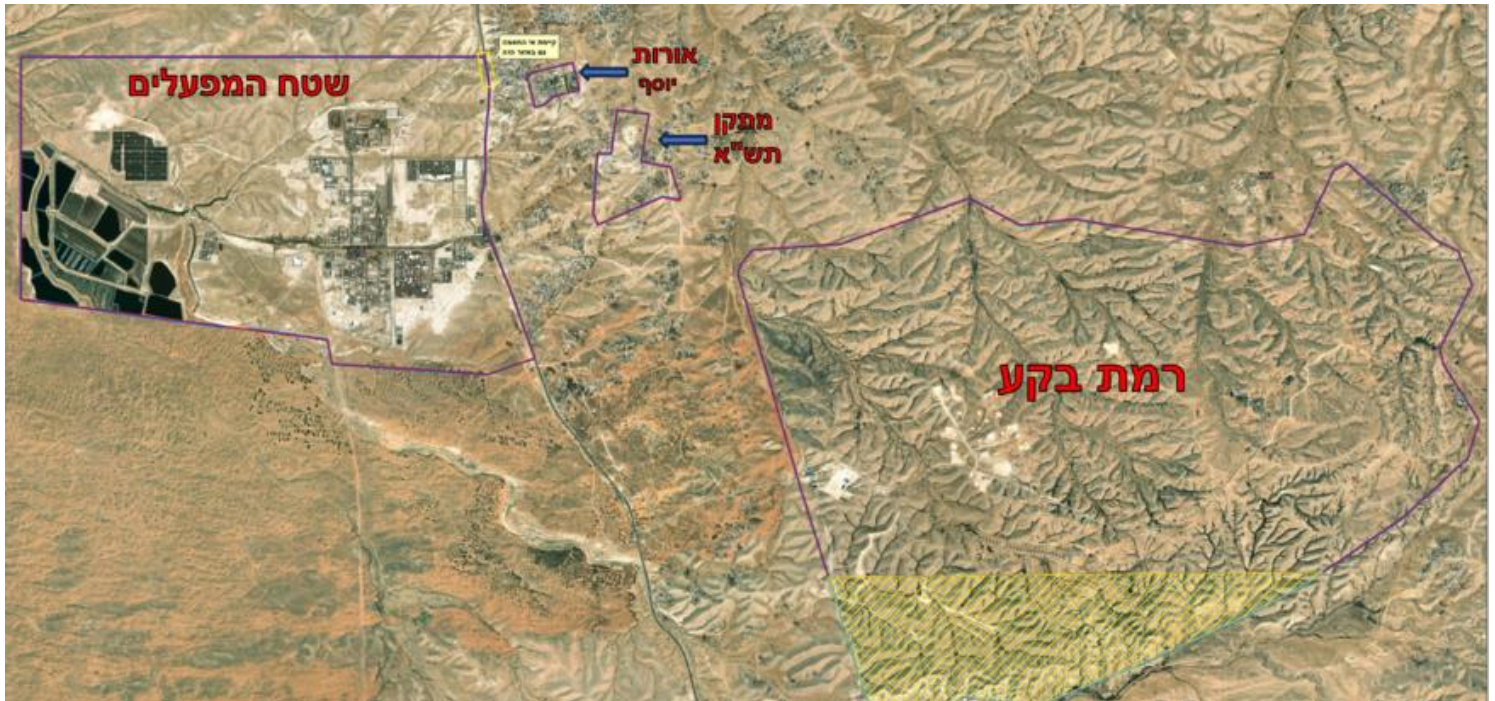 שטח המפעלים
אורות
יוסף
מתקן
תש"א
רמת בקע